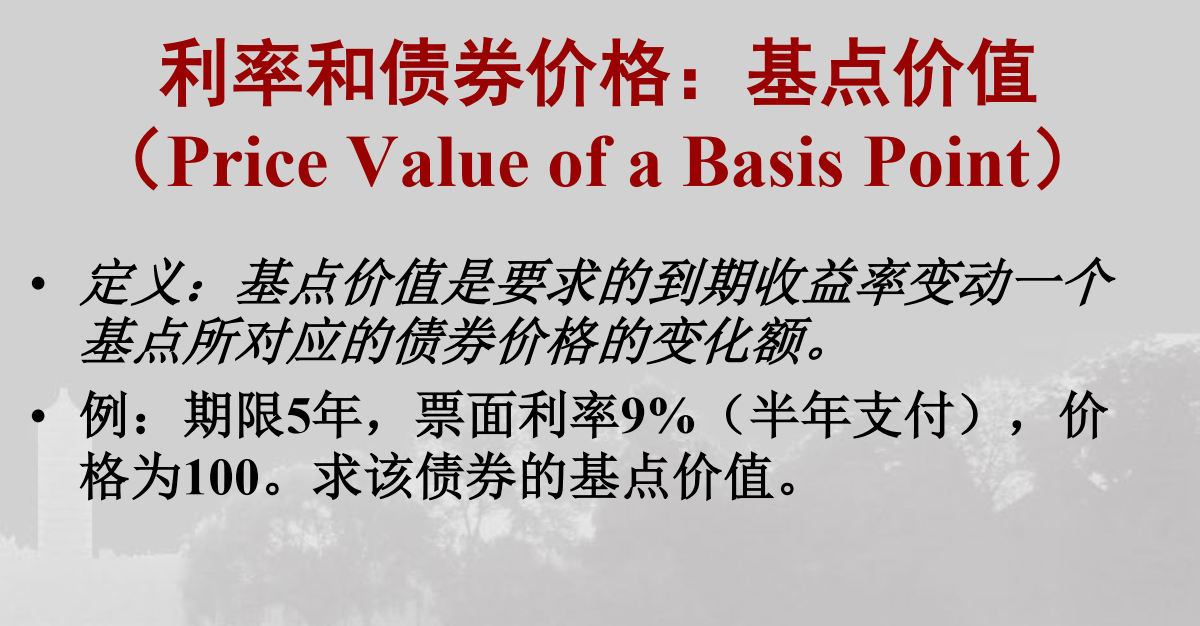 利率和债券价格：基点价值
（Price Value of a Basis Point）
• 定义：基点价值是要求的到期收益率变动一个
基点所对应的债券价格的变化额。
• 例：期限5年，票面利率9%（半年支付），价
格为100。求该债券的基点价值。